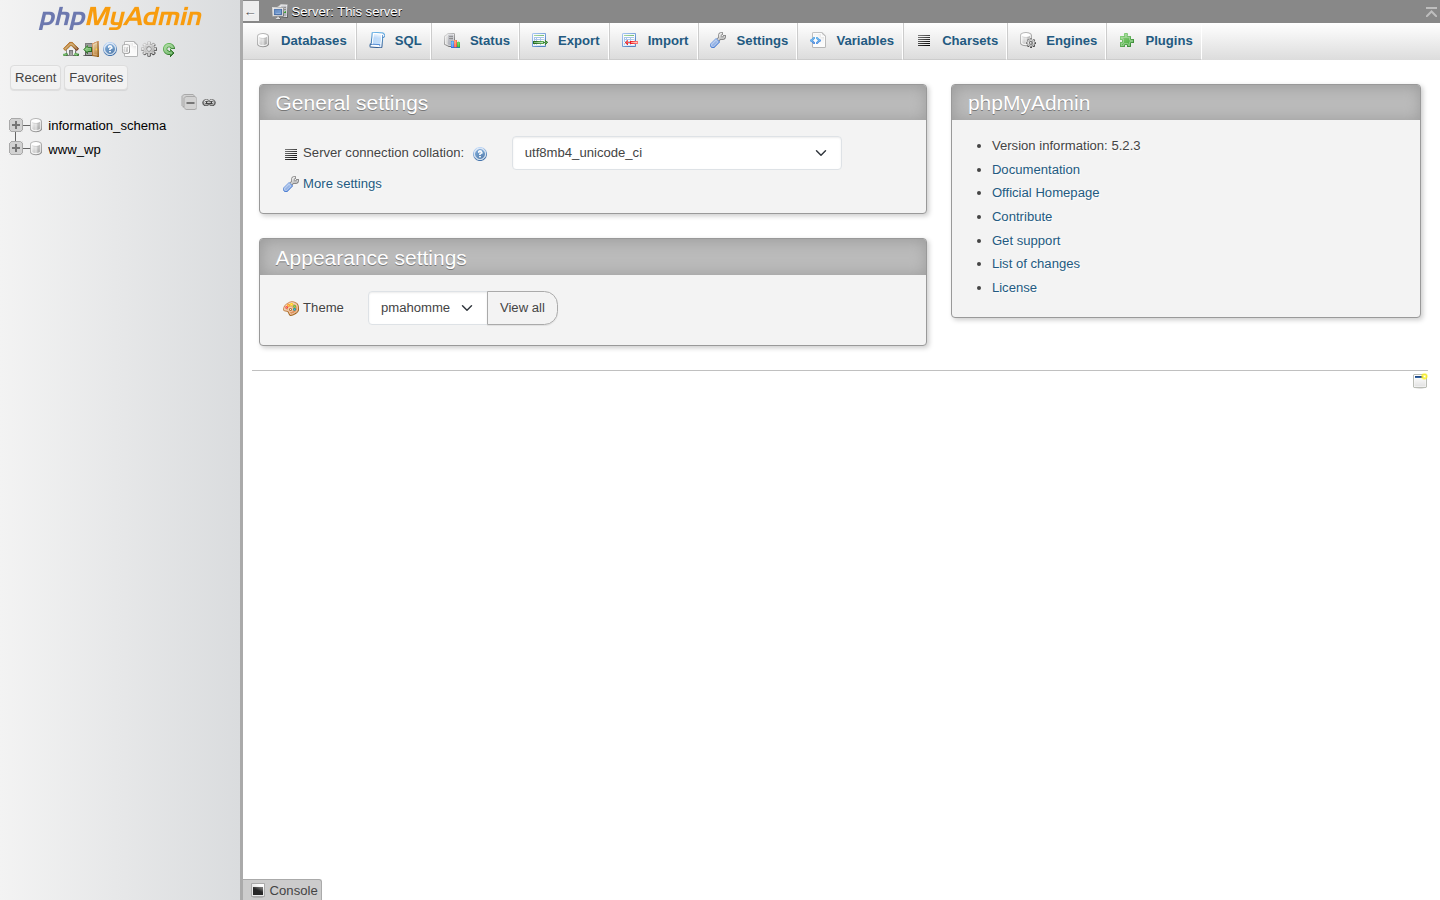 phpMyAdmin
Recent Favorites
information_schema
www_wp
← Server: This server
Databases SQL Status Export Import Settings Variables Charsets Engines Plugins
General settings
Server connection collation: utf8mb4_unicode_ci
More settings
Appearance settings
Theme pmahomme View all
phpMyAdmin
• Version information: 5.2.3
• Documentation
• Official Homepage
• Contribute
• Get support
• List of changes
• License
Console